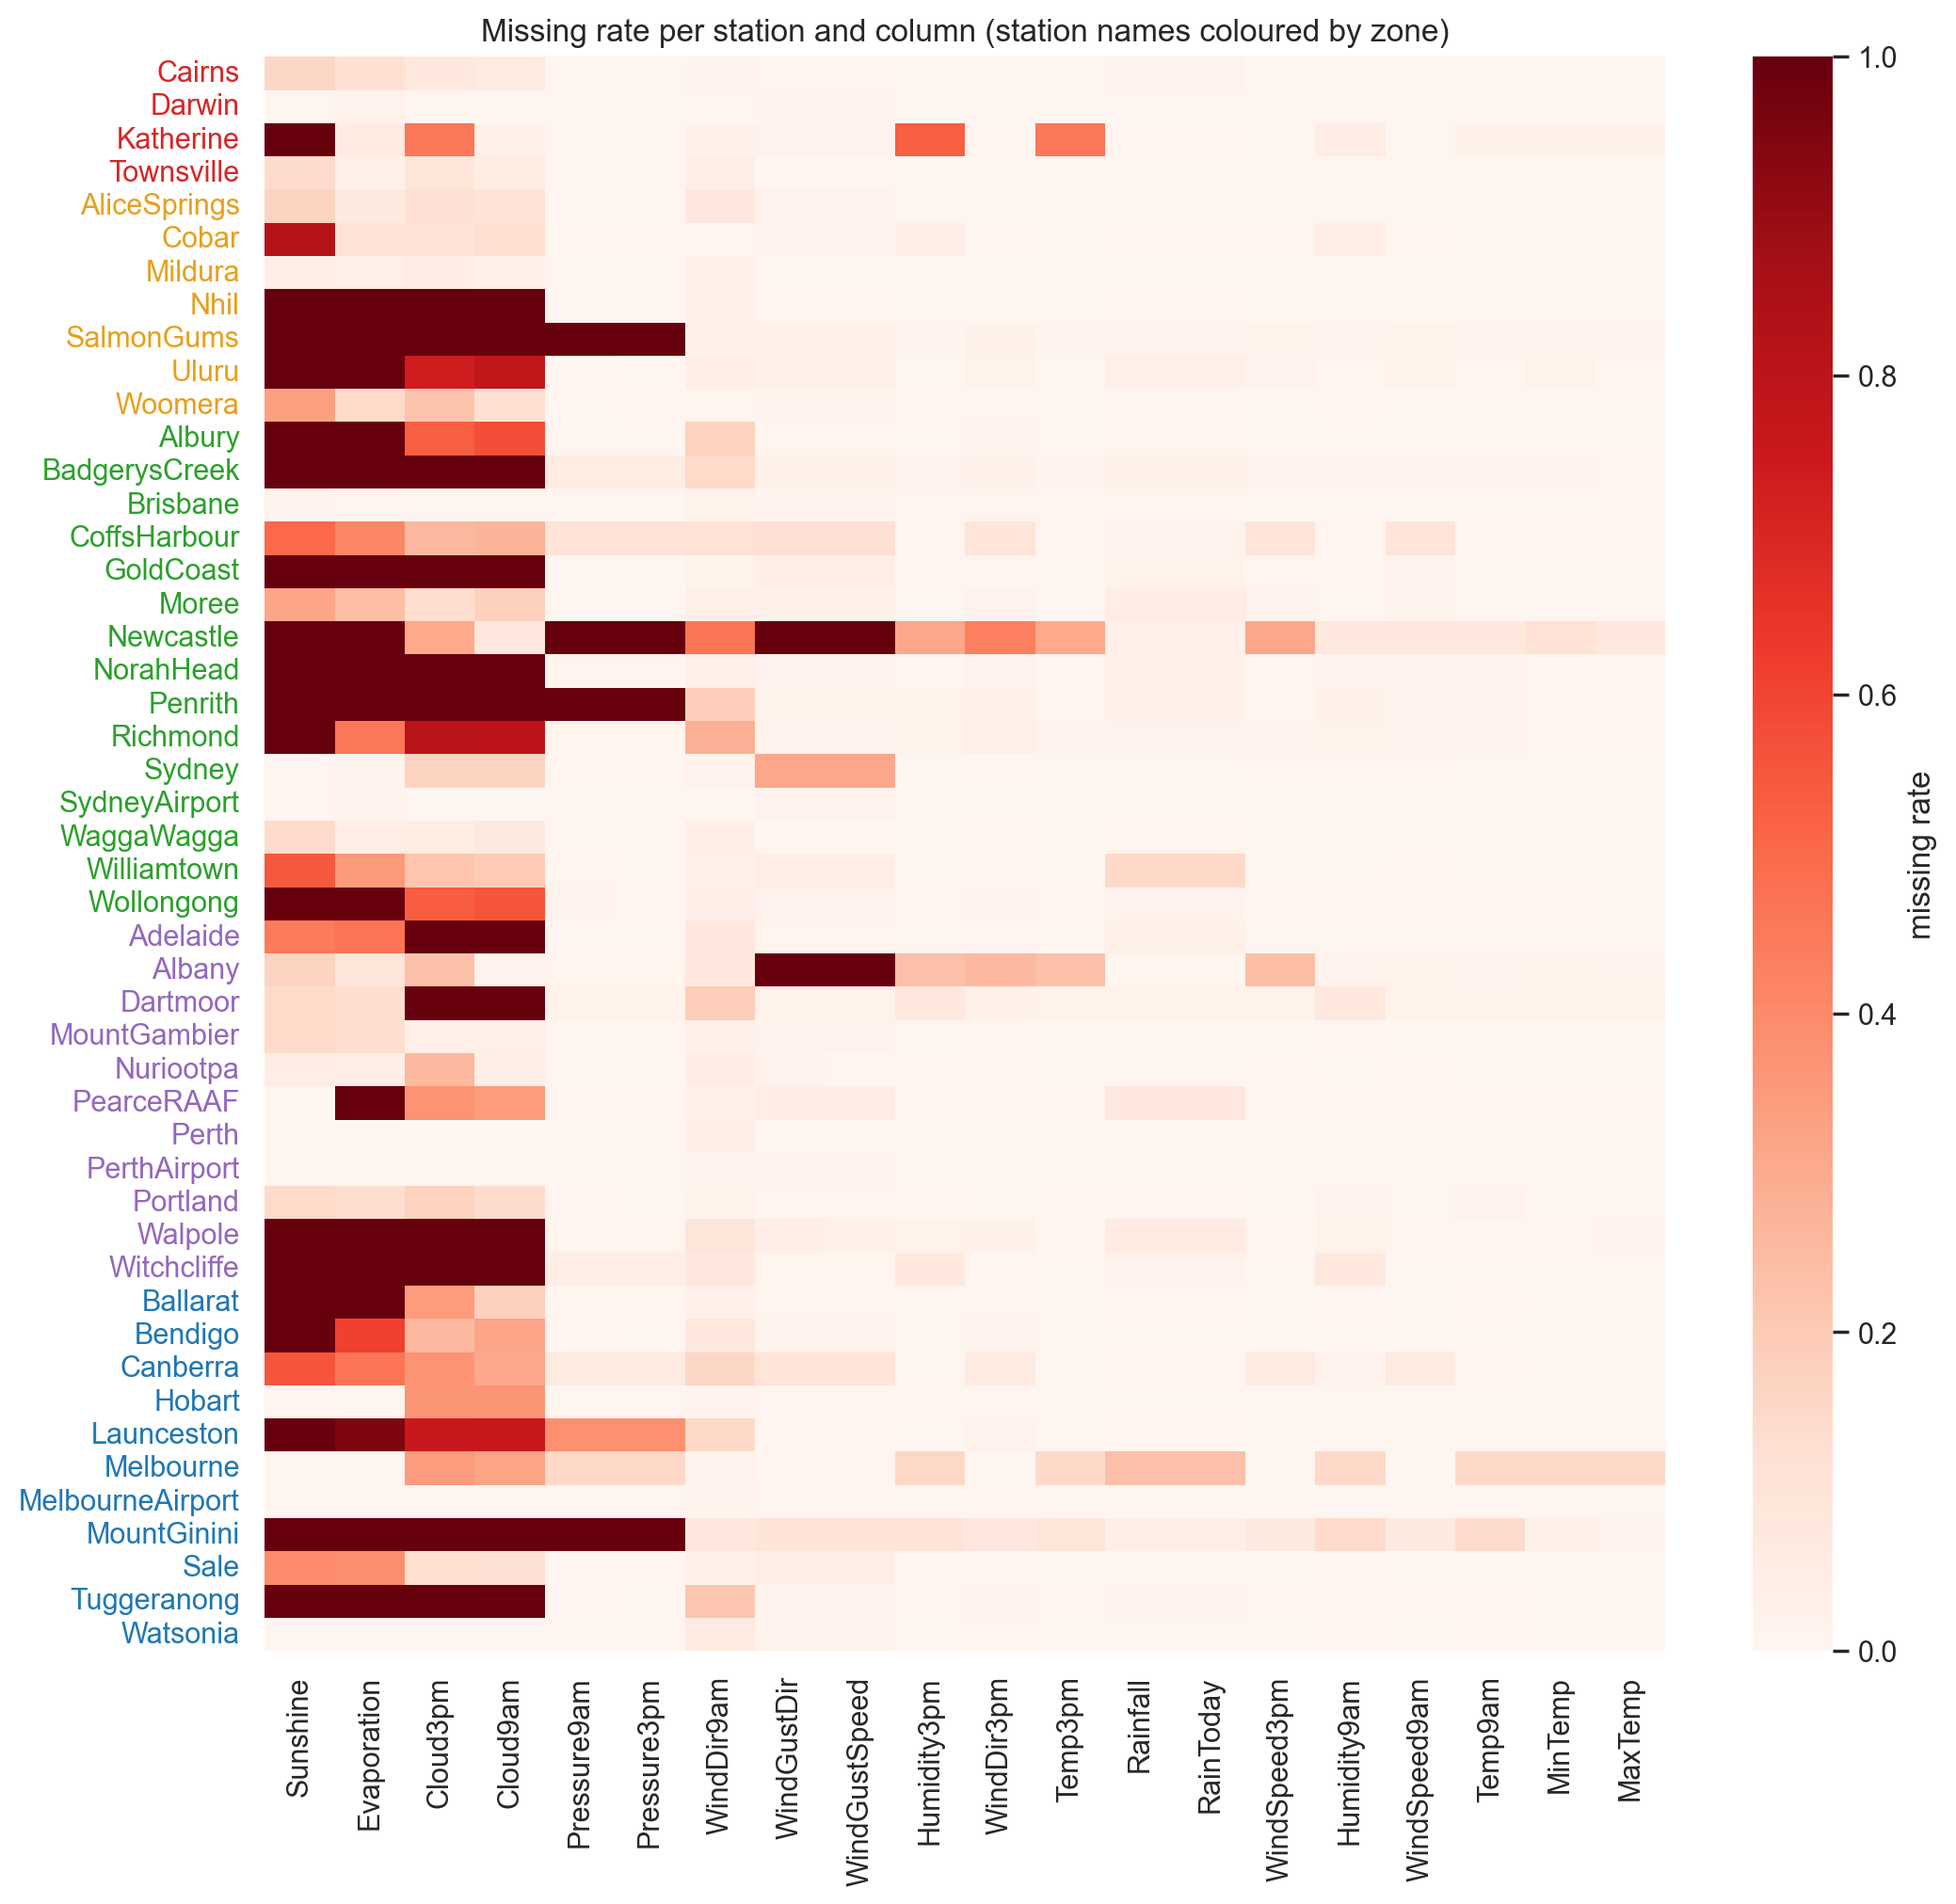 Missing rate per station and column (station names coloured by zone)
Cairns
Darwin
Katherine
Townsville
AliceSprings
Cobar
Mildura
Nhil
SalmonGums
Uluru
Woomera
Albury
BadgerysCreek
Brisbane
CoffsHarbour
GoldCoast
Moree
Newcastle
NorahHead
Penrith
Richmond
Sydney
SydneyAirport
WaggaWagga
Williamtown
Wollongong
Adelaide
Albany
Dartmoor
MountGambier
Nuriootpa
PearceRAAF
Perth
PerthAirport
Portland
Walpole
Witchcliffe
Ballarat
Bendigo
Canberra
Hobart
Launceston
Melbourne
MelbourneAirport
MountGinini
Sale
Tuggeranong
Watsonia
Sunshine
Evaporation
Cloud3pm
Cloud9am
Pressure9am
Pressure3pm
WindDir9am
WindGustDir
WindGustSpeed
Humidity3pm
WindDir3pm
Temp3pm
Rainfall
RainToday
WindSpeed3pm
Humidity9am
WindSpeed9am
Temp9am
MinTemp
MaxTemp
1.0
0.8
0.6
0.4
0.2
0.0
missing rate